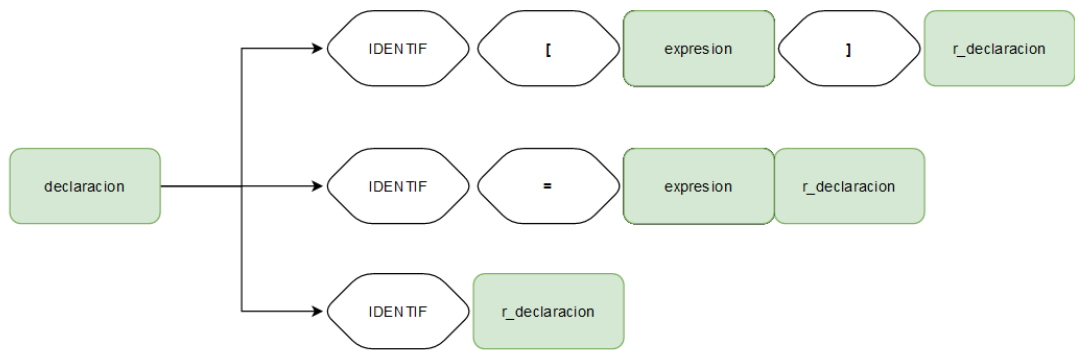 IDENTIF [ expresion ] r_declaracion
declaracion IDENTIF = expresion r_declaracion
IDENTIF r_declaracion